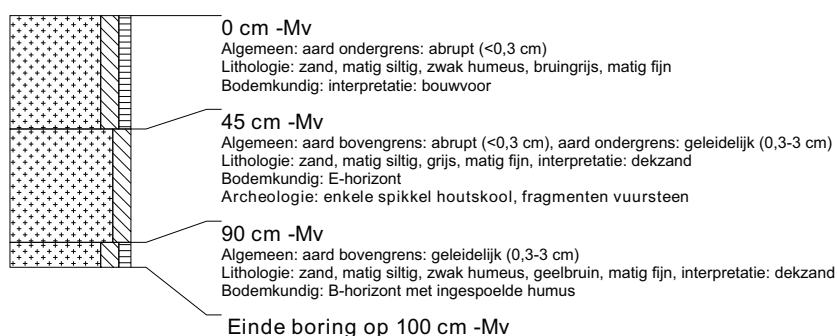 0 cm -Mv
Algemeen: aard ondergrens: abrupt (<0,3 cm)
Lithologie: zand, matig siltig, zwak humeus, bruingrijs, matig fijn
Bodemkundig: interpretatie: bouwvoor
45 cm -Mv
Algemeen: aard bovengrens: abrupt (<0,3 cm), aard ondergrens: geleidelijk (0,3-3 cm)
Lithologie: zand, matig siltig, grijs, matig fijn, interpretatie: dekzand
Bodemkundig: E-horizont
Archeologie: enkele spikkel houtskool, fragmenten vuursteen
90 cm -Mv
Algemeen: aard bovengrens: geleidelijk (0,3-3 cm)
Lithologie: zand, matig siltig, zwak humeus, geelbruin, matig fijn, interpretatie: dekzand
Bodemkundig: B-horizont met ingespoelde humus
Einde boring op 100 cm -Mv